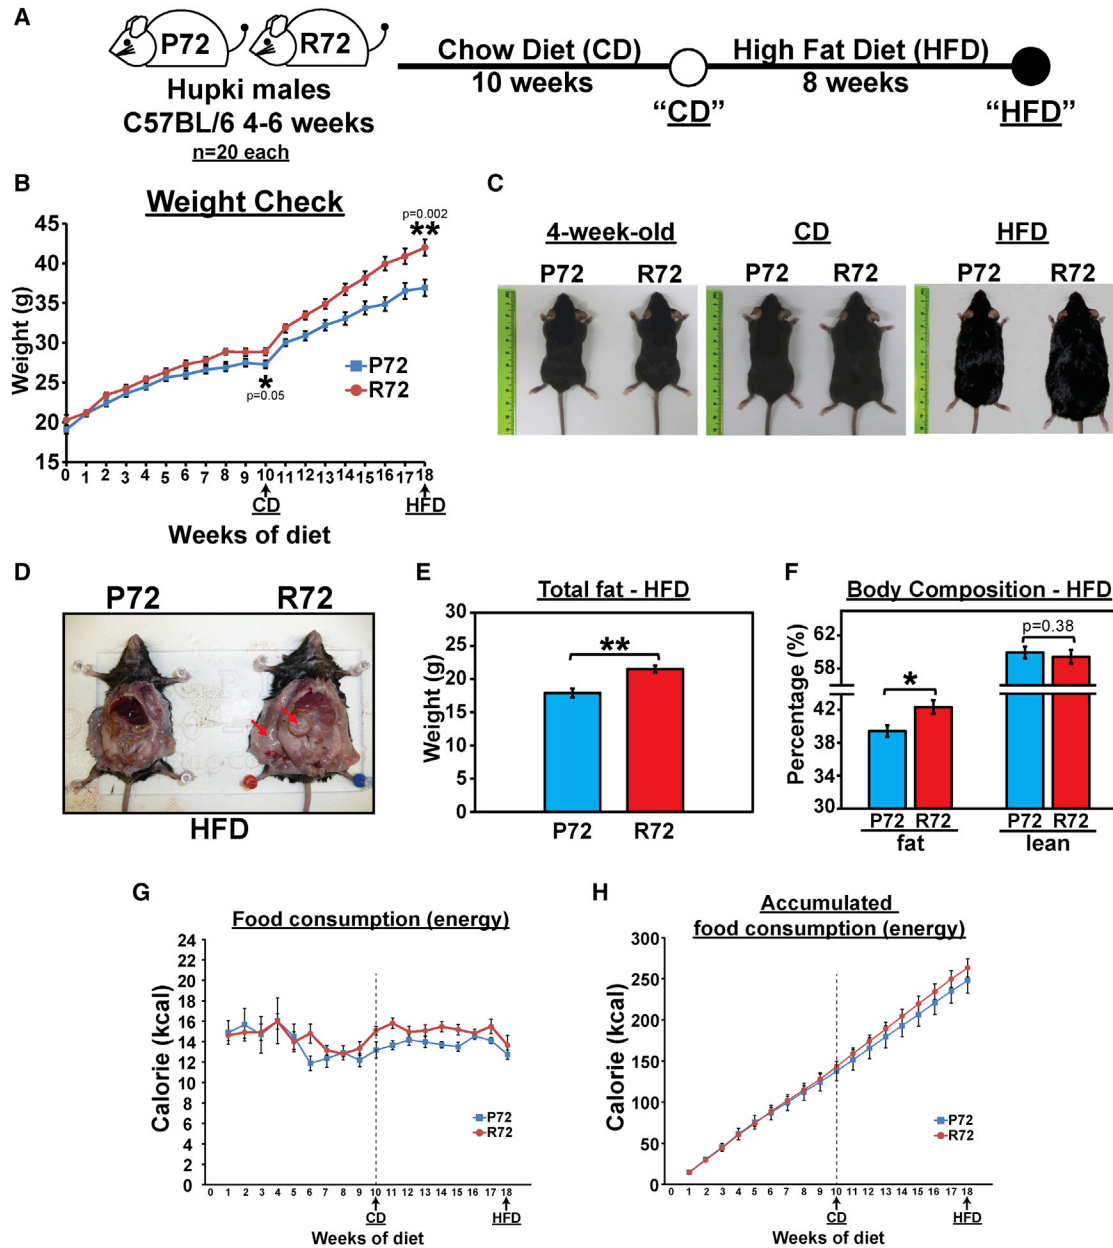 A
P72
R72
Hupki males
C57BL/6 4-6 weeks
n=20 each
Chow Diet (CD)
10 weeks
“CD”
High Fat Diet (HFD)
8 weeks
“HFD”
B
Weight Check
Weight (g)
45
40
35
30
25
20
15
p=0.002
**
P72
R72
*
p=0.05
0 1 2 3 4 5 6 7 8 9 10 11 12 13 14 15 16 17 18
CD
HFD
Weeks of diet
C
4-week-old
P72 R72
CD
P72 R72
HFD
P72 R72
D
P72 R72
HFD
E
Total fat - HFD
Weight (g)
30
25
20
15
10
5
0
**
P72 R72
F
Body Composition - HFD
Percentage (%)
62
58
42
38
34
30
*
p=0.38
P72 R72 P72 R72
fat lean
G
Food consumption (energy)
Calorie (kcal)
24
22
20
18
16
14
12
10
8
6
4
2
0
P72
R72
0 1 2 3 4 5 6 7 8 9 10 11 12 13 14 15 16 17 18
CD
HFD
Weeks of diet
H
Accumulated
food consumption (energy)
Calorie (kcal)
300
250
200
150
100
50
0
P72
R72
0 1 2 3 4 5 6 7 8 9 10 11 12 13 14 15 16 17 18
CD
HFD
Weeks of diet